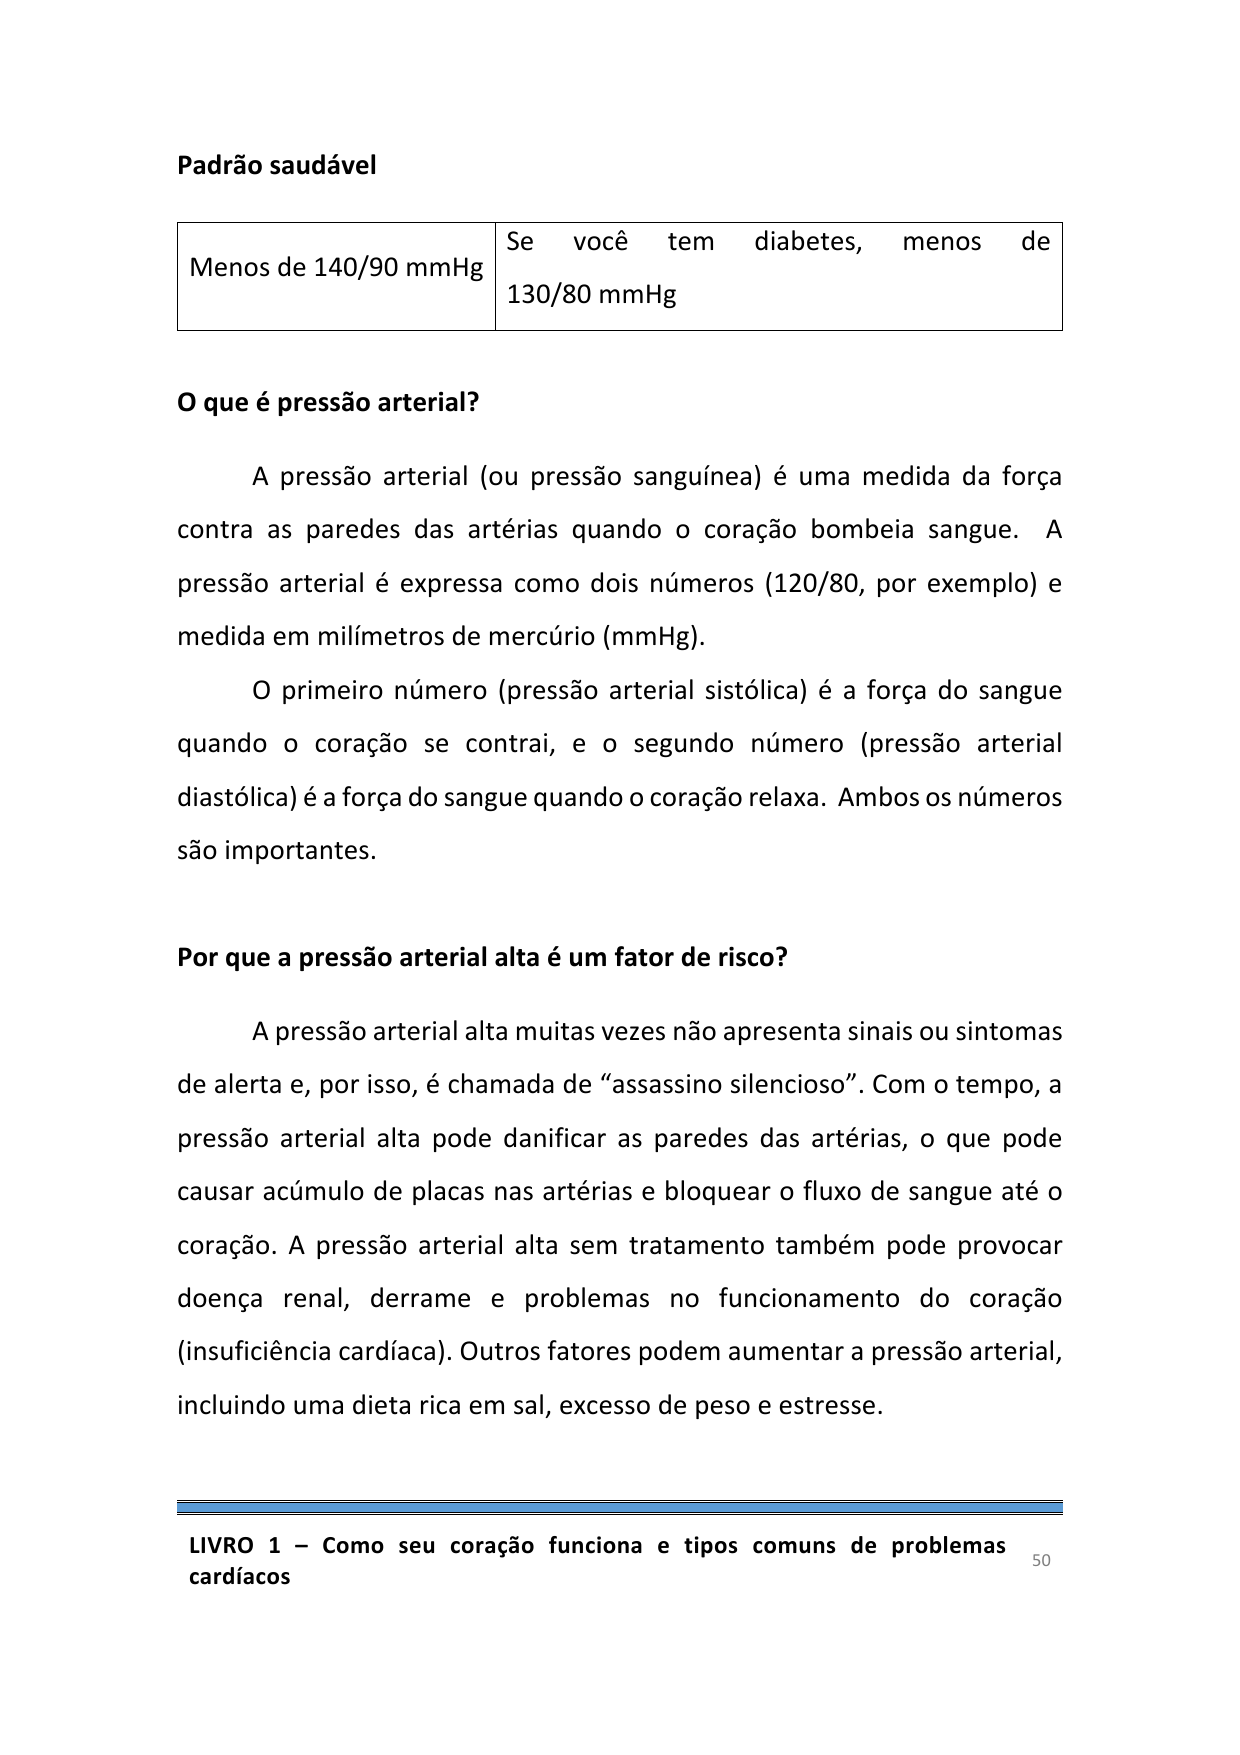 Padrão saudável
Menos de 140/90 mmHg
Se você tem diabetes, menos de
130/80 mmHg
O que é pressão arterial?
A pressão arterial (ou pressão sanguínea) é uma medida da força
contra as paredes das artérias quando o coração bombeia sangue. A
pressão arterial é expressa como dois números (120/80, por exemplo) e
medida em milímetros de mercúrio (mmHg).
O primeiro número (pressão arterial sistólica) é a força do sangue
quando o coração se contrai, e o segundo número (pressão arterial
diastólica) é a força do sangue quando o coração relaxa. Ambos os números
são importantes.
Por que a pressão arterial alta é um fator de risco?
A pressão arterial alta muitas vezes não apresenta sinais ou sintomas
de alerta e, por isso, é chamada de “assassino silencioso”. Com o tempo, a
pressão arterial alta pode danificar as paredes das artérias, o que pode
causar acúmulo de placas nas artérias e bloquear o fluxo de sangue até o
coração. A pressão arterial alta sem tratamento também pode provocar
doença renal, derrame e problemas no funcionamento do coração
(insuficiência cardíaca). Outros fatores podem aumentar a pressão arterial,
incluindo uma dieta rica em sal, excesso de peso e estresse.
LIVRO 1 – Como seu coração funciona e tipos comuns de problemas
cardíacos
50